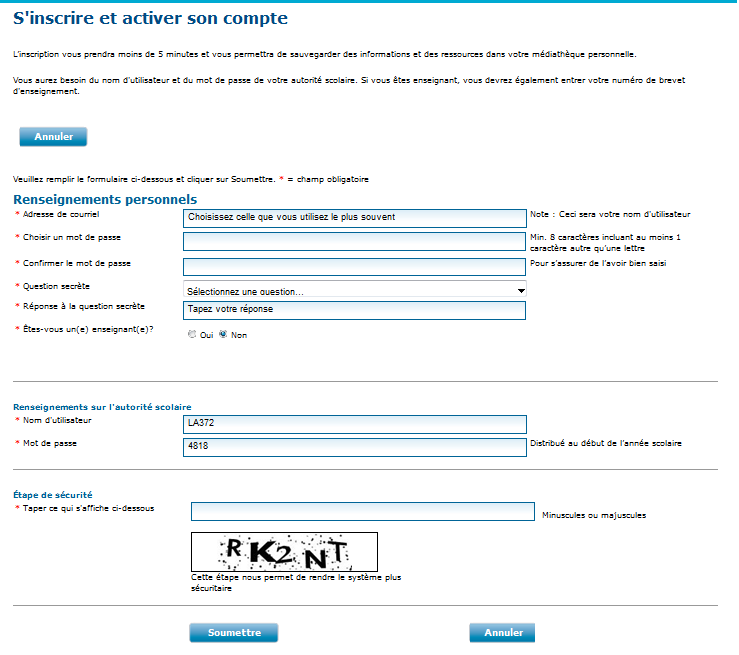 S'inscrire et activer son compte
L'inscription vous prendra moins de 5 minutes et vous permettra de sauvegarder des informations et des ressources dans votre médiathèque personnelle.
Vous aurez besoin du nom d'utilisateur et du mot de passe de votre autorité scolaire. Si vous êtes enseignant, vous devrez également entrer votre numéro de brevet
d'enseignement.
Annuler
Veuillez remplir le formulaire ci-dessous et cliquer sur Soumettre. * = champ obligatoire
Renseignements personnels
* Adresse de courriel Choisissez celle que vous utilisez le plus souvent Note : Ceci sera votre nom d'utilisateur
* Choisir un mot de passe Min. 8 caractères incluant au moins 1
caractère autre qu'une lettre
* Confirmer le mot de passe Pour s'assurer de l'avoir bien saisi
* Question secrète Sélectionnez une question...
* Réponse à la question secrète Tapez votre réponse
* Êtes-vous un(e) enseignant(e)? Oui Non
Renseignements sur l'autorité scolaire
* Nom d'utilisateur LA372
* Mot de passe 4818 Distribué au début de l'année scolaire
Étape de sécurité
* Taper ce qui s'affiche ci-dessous Minuscules ou majuscules
RK2NT
Cette étape nous permet de rendre le système plus
sécuritaire
Soumettre Annuler